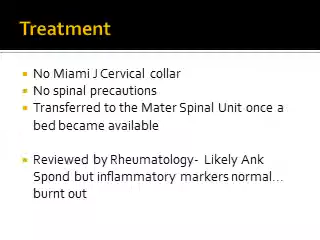 Treatment
No Miami J Cervical collar
No spinal precautions
Transferred to the Mater Spinal Unit once a
bed became available
Reviewed by Rheumatology- Likely Ank
Spond but inflammatory markers normal...
burnt out